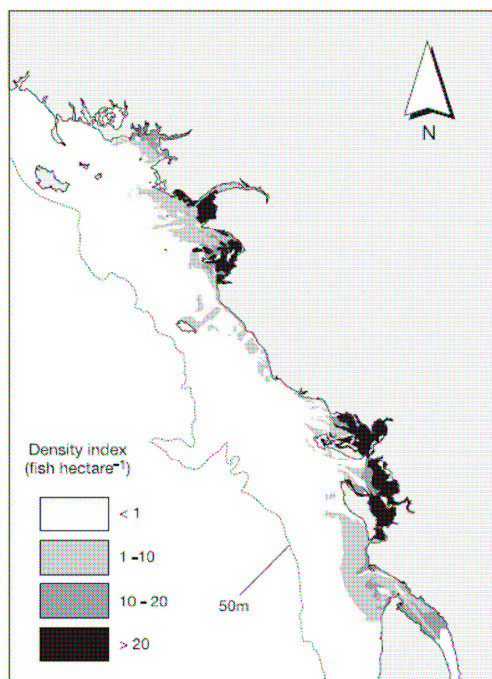 N
Density index
(fish hectare⁻¹)
< 1
1–10
10–20
> 20
50m